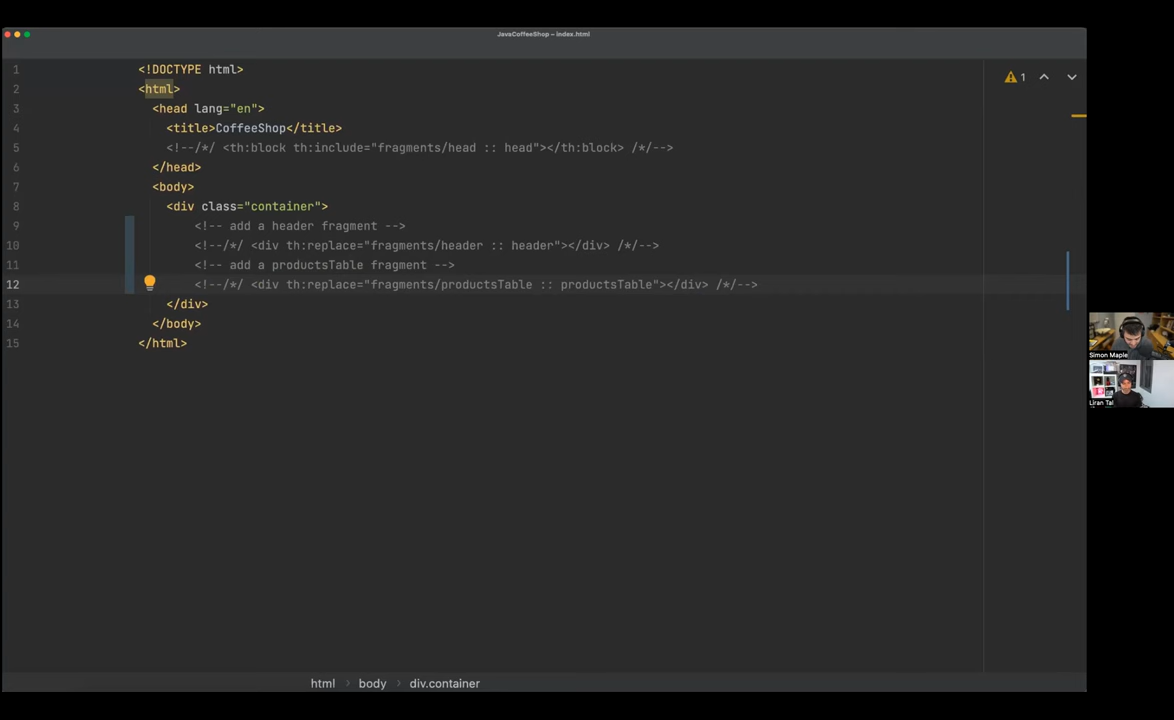 JavaCoffeeShop – index.html
1 <!DOCTYPE html>
2 <html>
3 <head lang="en">
4 <title>CoffeeShop</title>
5 <!--/*/ <th:block th:include="fragments/head :: head"></th:block> /*/-->
6 </head>
7 <body>
8 <div class="container">
9 <!-- add a header fragment -->
10 <!--/*/ <div th:replace="fragments/header :: header"></div> /*/-->
11 <!-- add a productsTable fragment -->
12 <!--/*/ <div th:replace="fragments/productsTable :: productsTable"></div> /*/-->
13 </div>
14 </body>
15 </html>
1
Simon Maple
Liran Tal
html > body > div.container